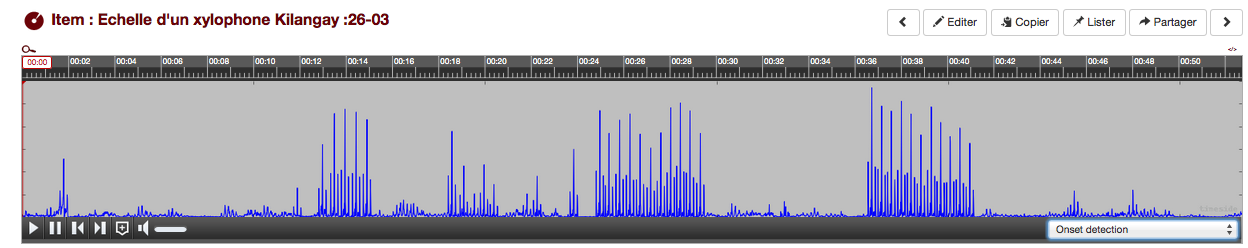 Item : Echelle d'un xylophone Kilangay :26-03
Editer Copier Lister Partager
</>
00:00 00:02 00:04 00:06 00:08 00:10 00:12 00:14 00:16 00:18 00:20 00:22 00:24 00:26 00:28 00:30 00:32 00:34 00:36 00:38 00:40 00:42 00:44 00:46 00:48 00:50
Onset detection